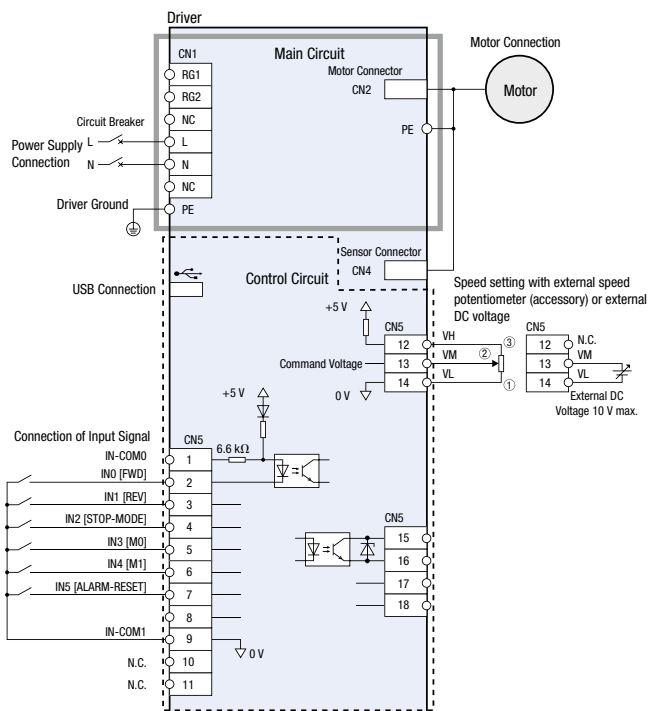 Driver
Main Circuit
CN1
RG1
RG2
NC
L
N
NC
PE
Circuit Breaker
Power Supply
Connection
L
N
Driver Ground
Motor Connector
CN2
PE
Motor Connection
Motor
Sensor Connector
CN4
Control Circuit
USB Connection
Speed setting with external speed
potentiometer (accessory) or external
DC voltage
+5 V
CN5
12
13
14
VH
VM
VL
③
②
①
Command Voltage
0 V
CN5
12
13
14
N.C.
VM
VL
External DC
Voltage 10 V max.
+5 V
6.6 kΩ
Connection of Input Signal
CN5
IN-COM0
1
IN0 [FWD]
2
IN1 [REV]
3
IN2 [STOP-MODE]
4
IN3 [M0]
5
IN4 [M1]
6
IN5 [ALARM-RESET]
7
8
IN-COM1
9
0 V
N.C.
10
N.C.
11
CN5
15
16
17
18